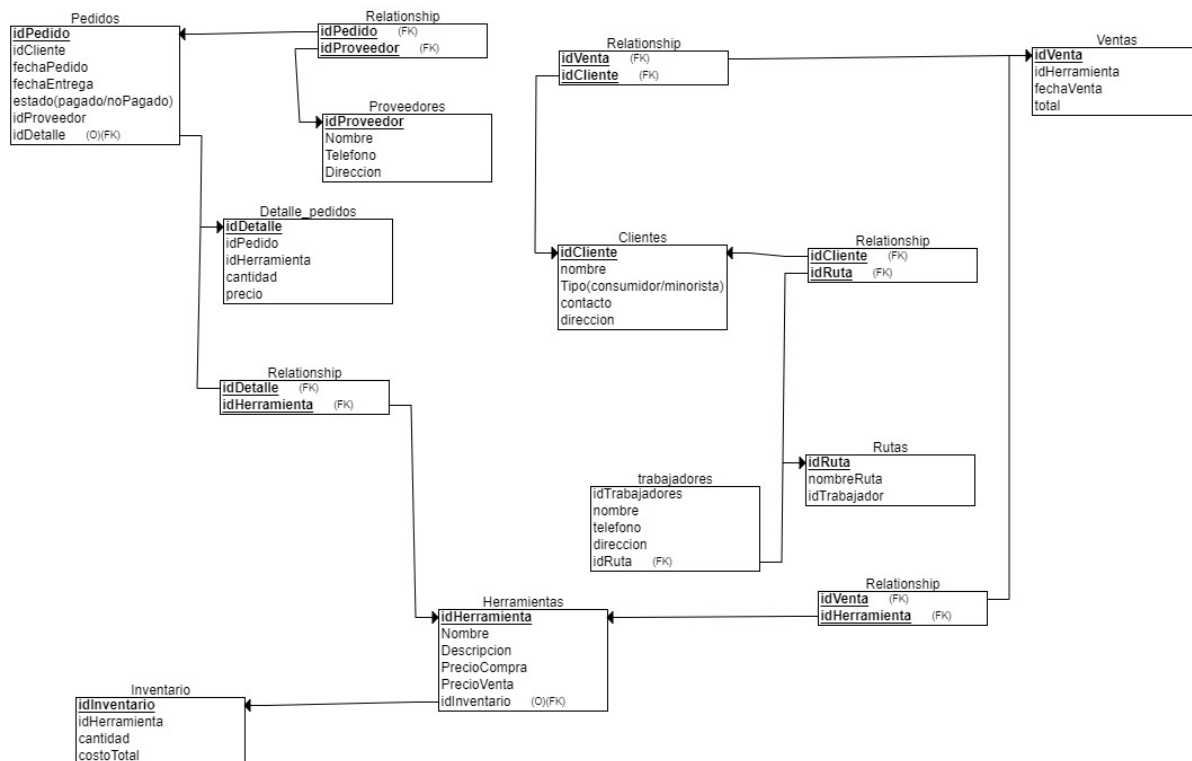 Pedidos
idPedido
idCliente
fechaPedido
fechaEntrega
estado(pagado/noPagado)
idProveedor
idDetalle (O)(FK)
Relationship
idPedido (FK)
idProveedor (FK)
Proveedores
idProveedor
Nombre
Telefono
Direccion
Relationship
idVenta (FK)
idCliente (FK)
Ventas
idVenta
idHerramienta
fechaVenta
total
Detalle_pedidos
idDetalle
idPedido
idHerramienta
cantidad
precio
Clientes
idCliente
nombre
Tipo(consumidor/minorista)
contacto
direccion
Relationship
idCliente (FK)
idRuta (FK)
Relationship
idDetalle (FK)
idHerramienta (FK)
Rutas
idRuta
nombreRuta
idTrabajador
trabajadores
idTrabajadores
nombre
telefono
direccion
idRuta (FK)
Relationship
idVenta (FK)
idHerramienta (FK)
Herramientas
idHerramienta
Nombre
Descripcion
PrecioCompra
PrecioVenta
idInventario (O)(FK)
Inventario
idInventario
idHerramienta
cantidad
costoTotal